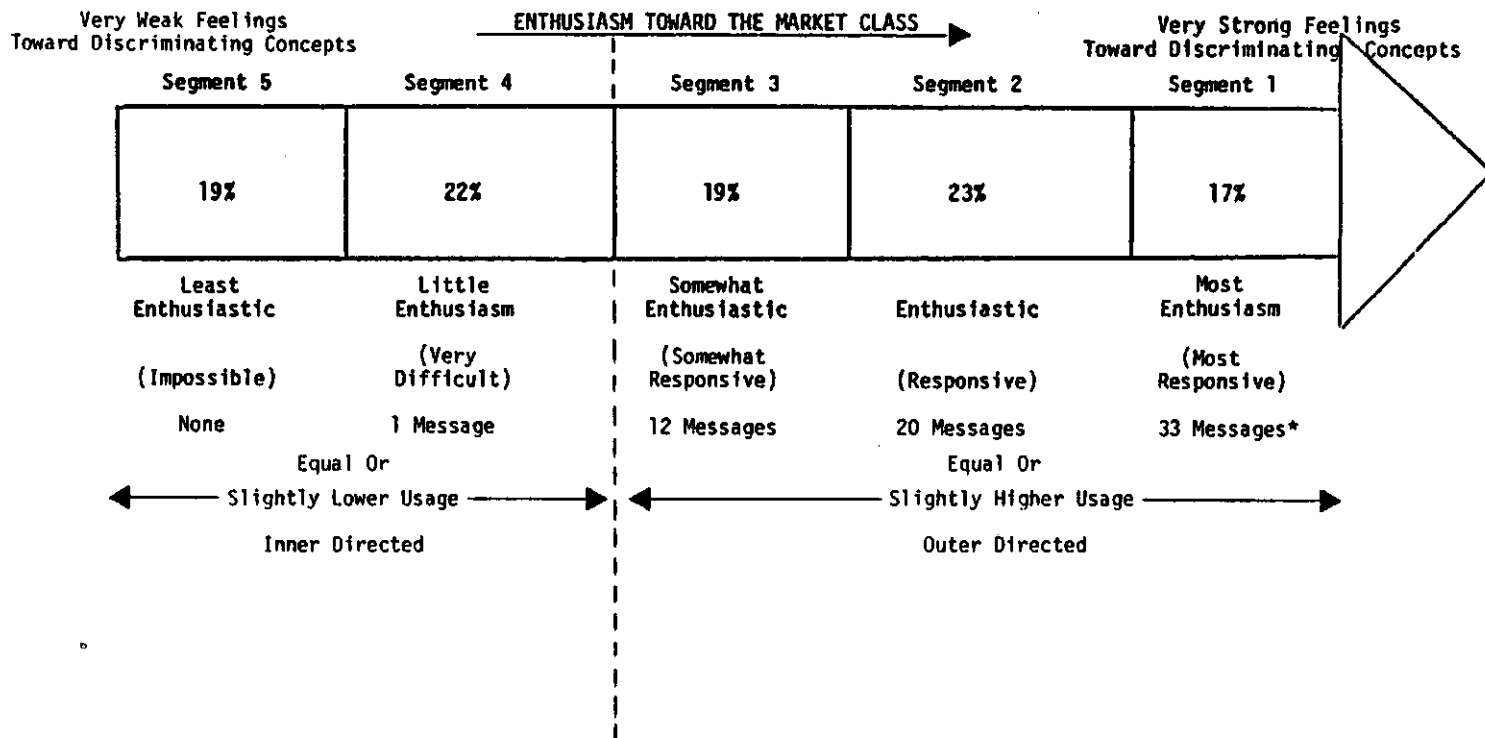 Very Weak Feelings
Toward Discriminating Concepts
ENTHUSIASM TOWARD THE MARKET CLASS
Very Strong Feelings
Toward Discriminating Concepts
Segment 5
Segment 4
Segment 3
Segment 2
Segment 1
19%
22%
19%
23%
17%
Least
Enthusiastic
Little
Enthusiasm
Somewhat
Enthusiastic
Enthusiastic
Most
Enthusiasm
(Impossible)
(Very
Difficult)
(Somewhat
Responsive)
(Responsive)
(Most
Responsive)
None
1 Message
12 Messages
20 Messages
33 Messages*
Equal Or
Slightly Lower Usage
Equal Or
Slightly Higher Usage
Inner Directed
Outer Directed